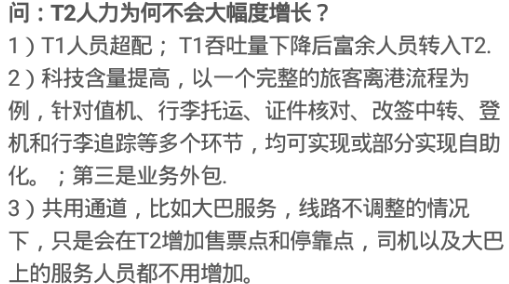 问：T2人力为何不会大幅度增长？
1）T1人员超配； T1吞吐量下降后富余人员转入T2.
2）科技含量提高，以一个完整的旅客离港流程为
例，针对值机、行李托运、证件核对、改签中转、登
机和行李追踪等多个环节，均可实现或部分实现自助
化。 ；第三是业务外包.
3）共用通道，比如大巴服务，线路不调整的情况
下，只是会在T2增加售票点和停靠点，司机以及大巴
上的服务人员都不用增加。